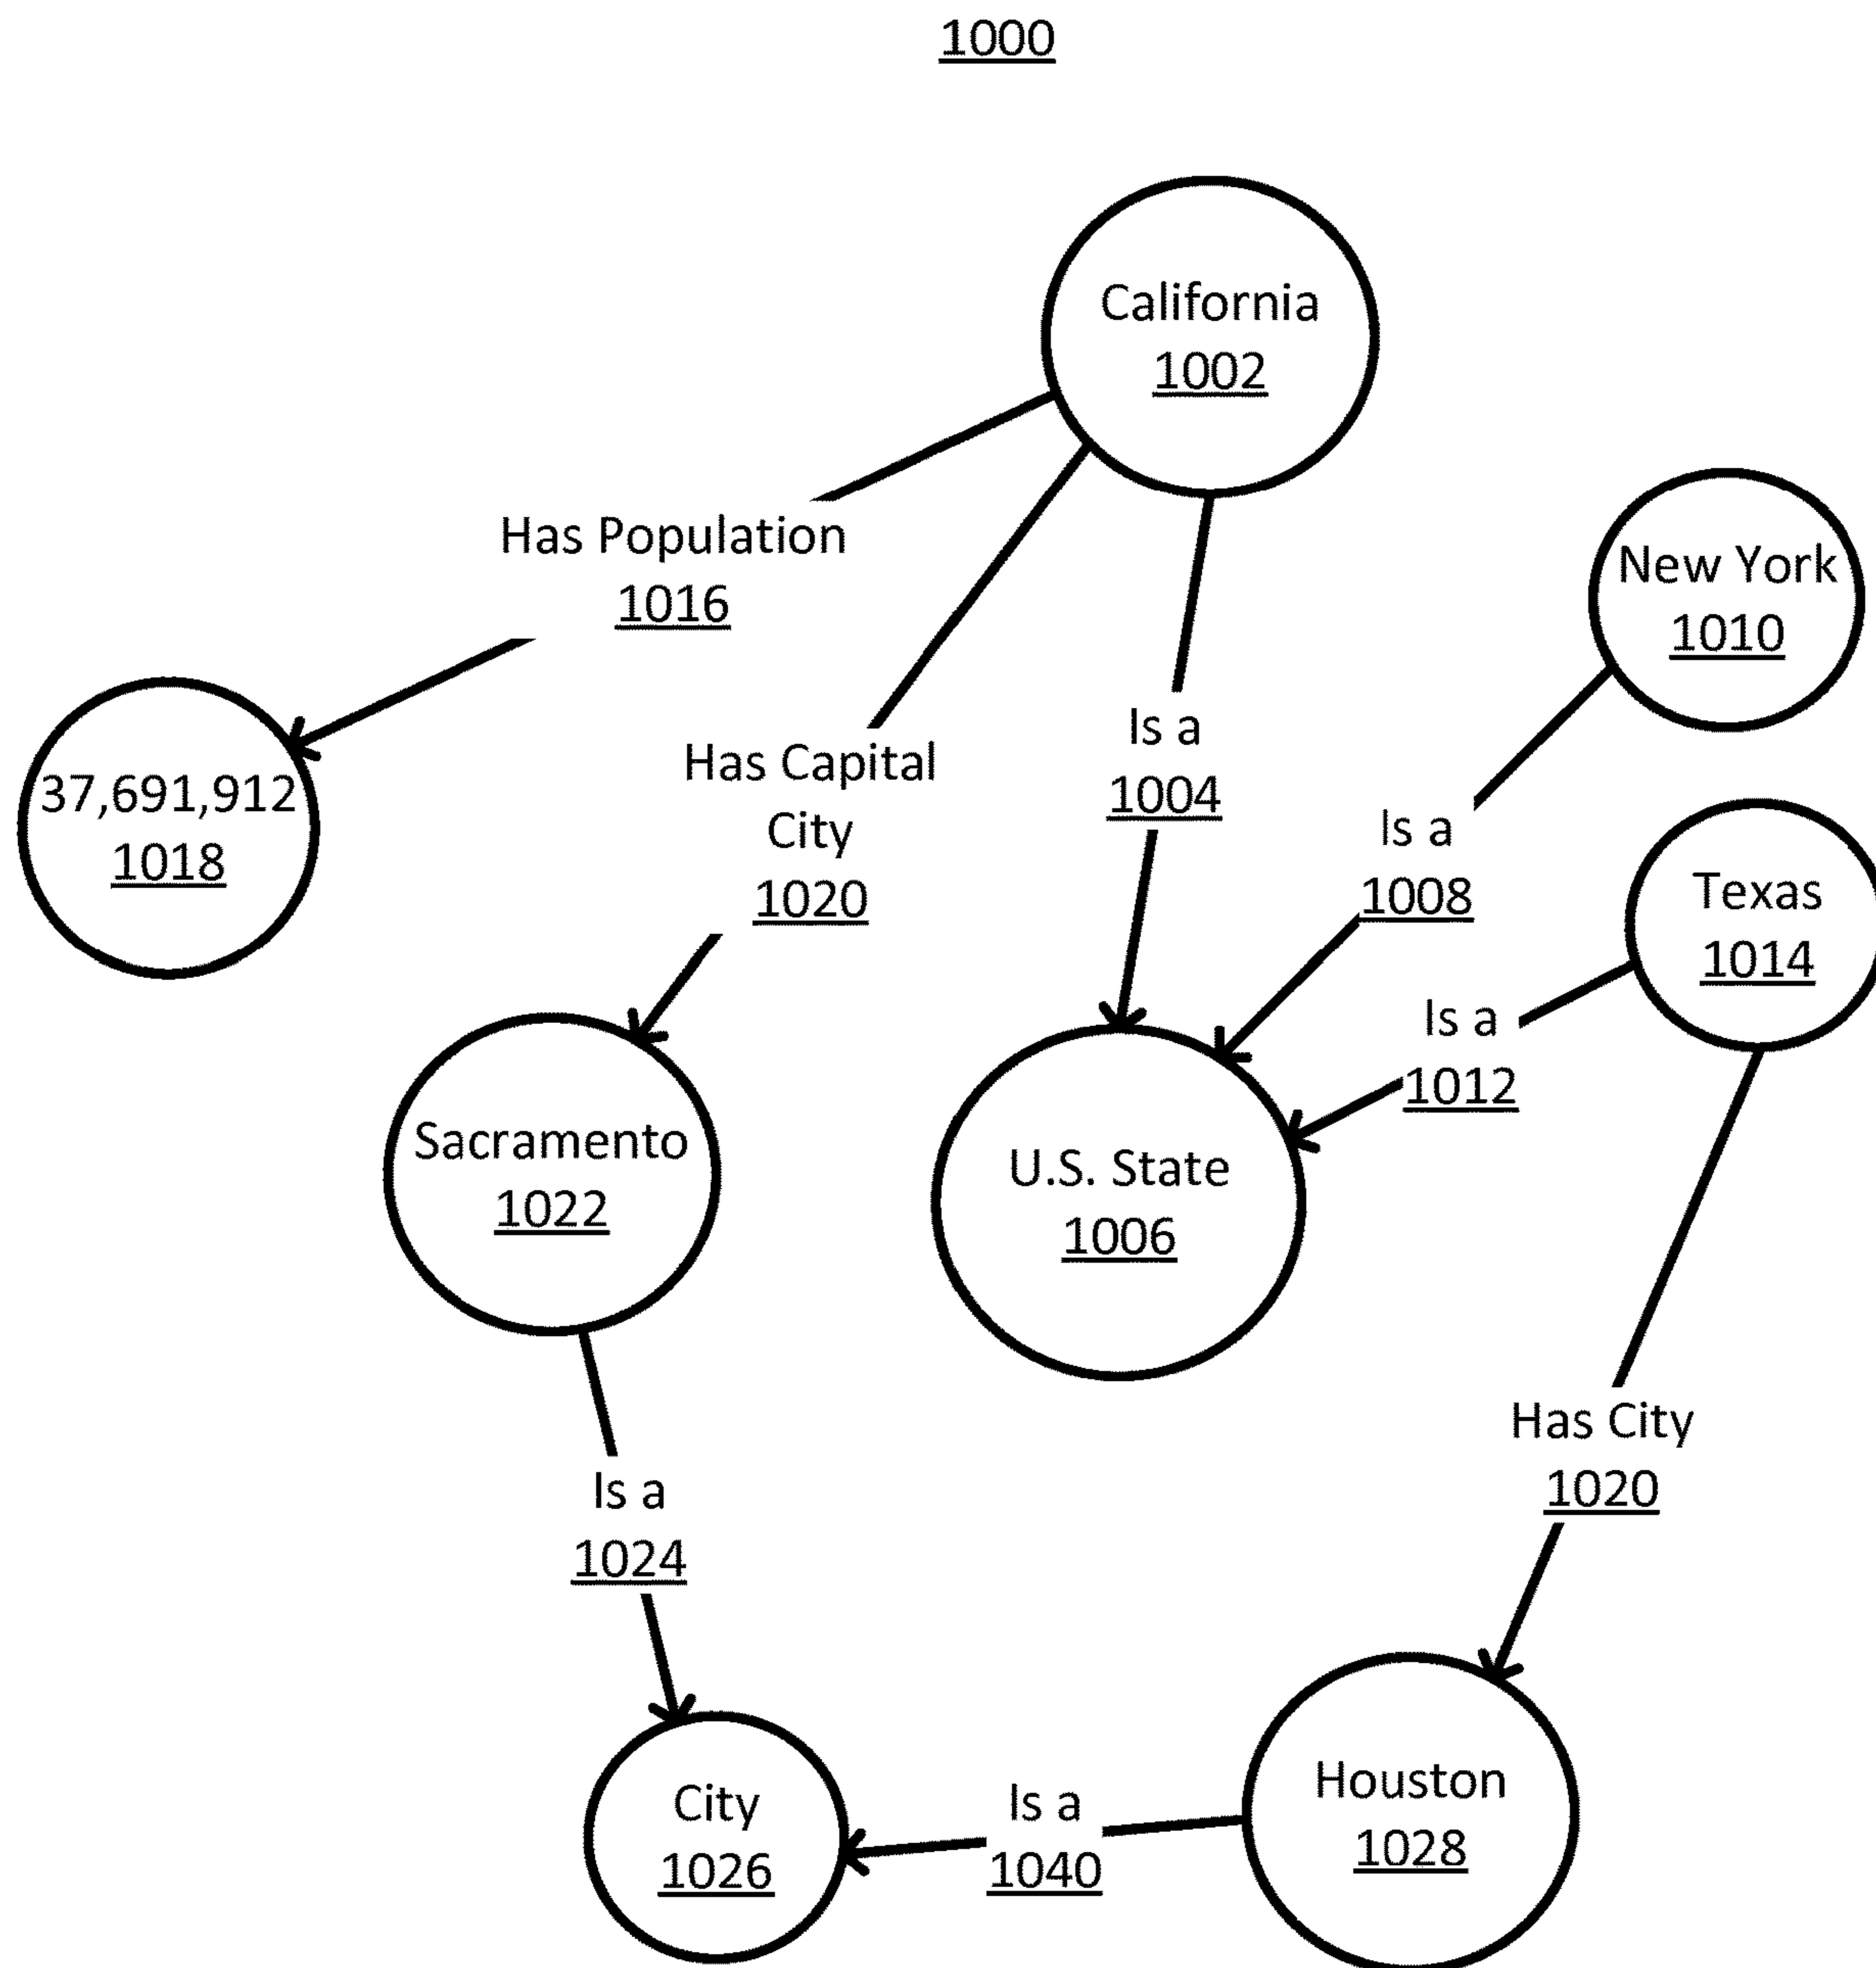 1000
California
1002
Has Population
1016
New York
1010
Is a
1004
Has Capital
City
1020
37,691,912
1018
Is a
1008
Texas
1014
Is a
1012
Sacramento
1022
U.S. State
1006
Has City
1020
Is a
1024
City
1026
Is a
1040
Houston
1028